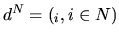 d^N = (_i, i ∈ N)